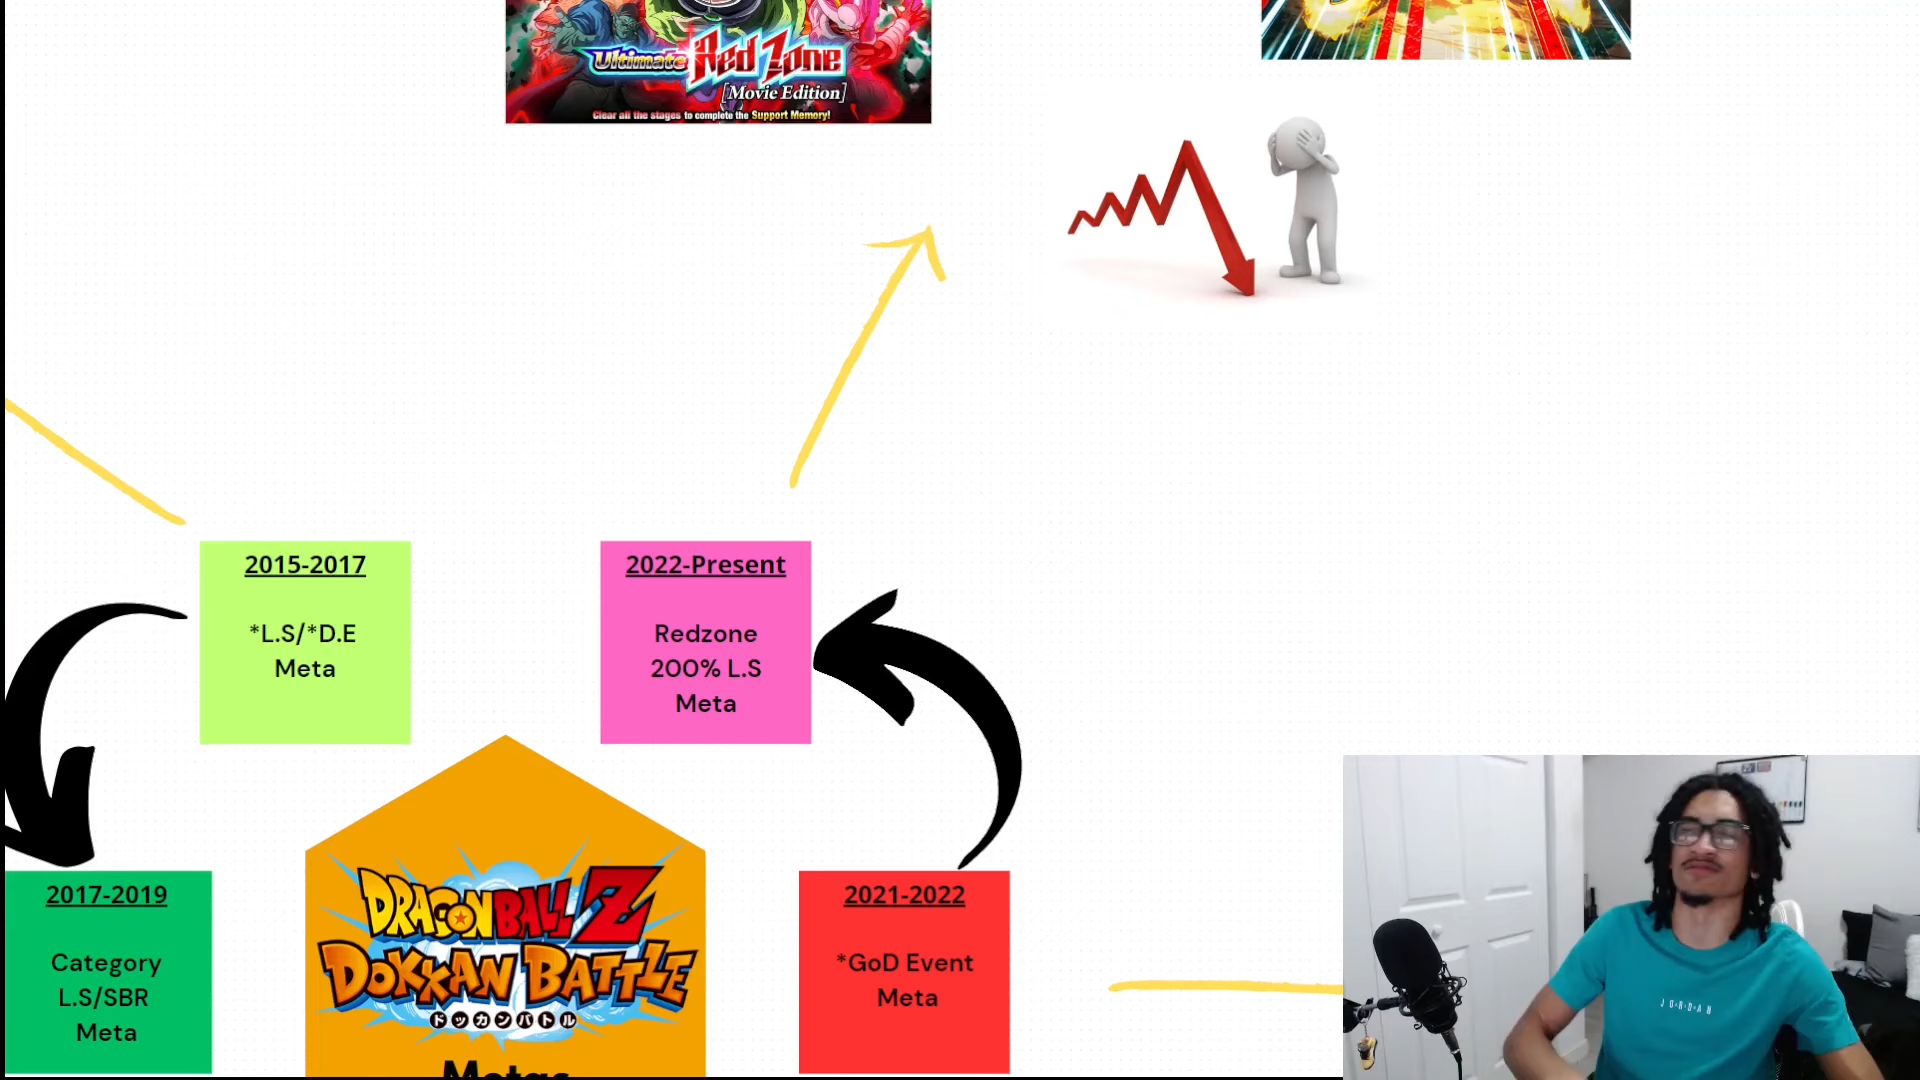 Ultimate Red Zone
[Movie Edition]
Clear all the stages to complete the Support Memory!
2015-2017
*L.S/*D.E
Meta
2022-Present
Redzone
200% L.S
Meta
2017-2019
Category
L.S/SBR
Meta
DRAGONBALL Z
DOKKAN BATTLE
ドッカンバトル
Metas
2021-2022
*GoD Event
Meta
JORDAN